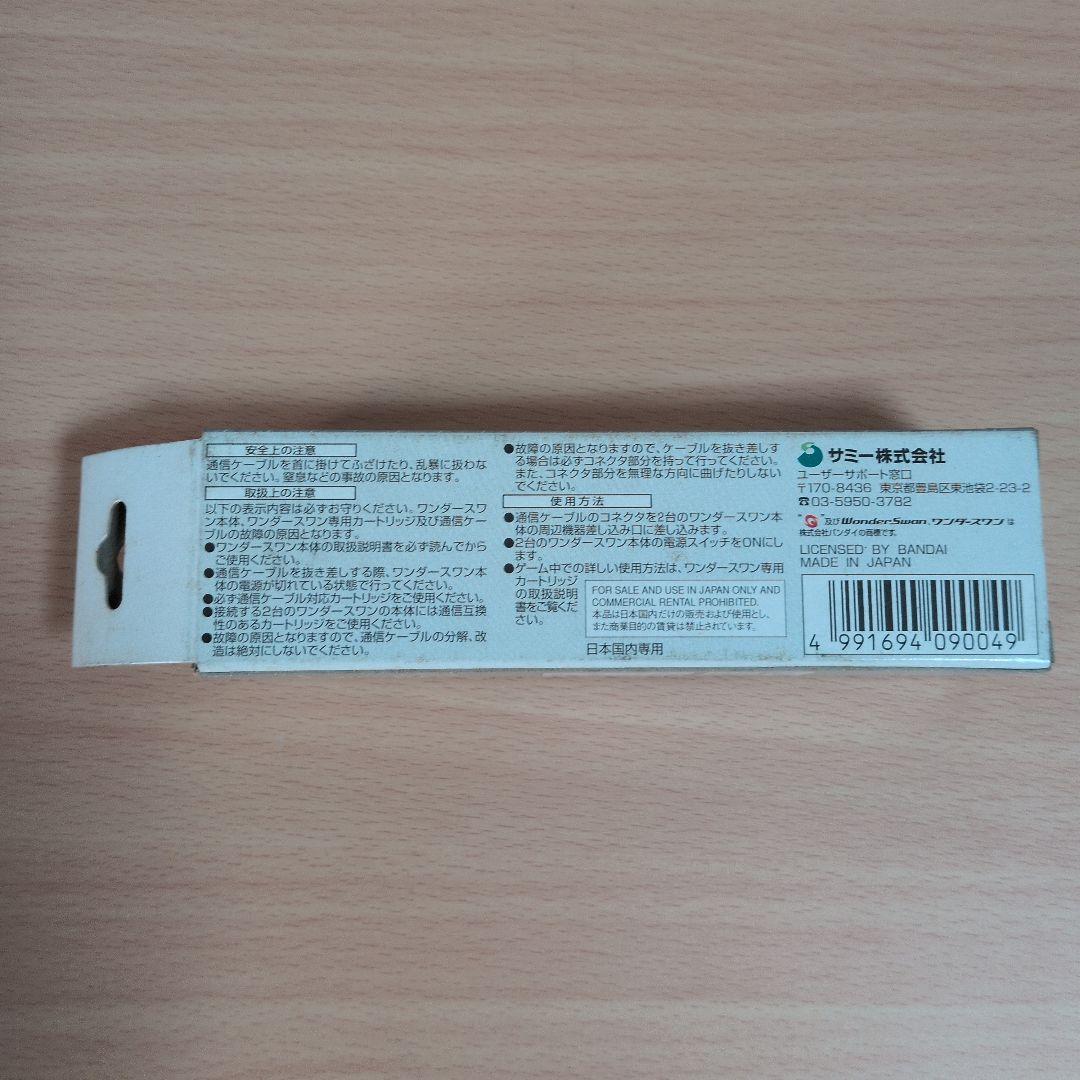 安全上の注意
通信ケーブルを首に掛けてふざけたり、乱暴に扱わな
いでください。窒息などの事故の原因となります。
取扱上の注意
以下の表示内容は必ずお守りください。ワンダースワ
ン本体、ワンダースワン専用カートリッジ及び通信ケー
ブルの故障の原因となります。
●ワンダースワン本体の取扱説明書を必ず読んでから
ご使用ください。
●通信ケーブルを抜き差しする際、ワンダースワン本
体の電源が切れている状態で行ってください。
●必ず通信ケーブル対応カートリッジをご使用ください。
●接続する2台のワンダースワンの本体には通信互換
性のあるカートリッジをご使用ください。
●故障の原因となりますので、通信ケーブルの分解、改
造は絶対にしないでください。
●故障の原因となりますので、ケーブルを抜き差しす
る場合は必ずコネクタ部分を持って行ってください。
また、コネクタ部分を無理な方向に曲げたりしない
でください。
使用方法
●通信ケーブルのコネクタを2台のワンダースワン本
体の周辺機器差し込み口に差し込みます。
●2台のワンダースワン本体の電源スイッチをONにし
ます。
●ゲーム中での詳しい使用方法は、ワンダースワン専用
カートリッジ
の取扱説明
書をご覧くだ
さい。
FOR SALE AND USE IN JAPAN ONLY AND
COMMERCIAL RENTAL PROHIBITED.
本品は日本国内だけの販売および使用とし、
また商業目的の賃貸は禁止されています。
日本国内専用
サミー株式会社
ユーザーサポート窓口
〒170-8436 東京都豊島区東池袋2-23-2
☎03-5950-3782
"G"及びWonderSwan,ワンダースワンは
株式会社バンダイの商標です。
LICENSED BY BANDAI
MADE IN JAPAN
4 991694 090049